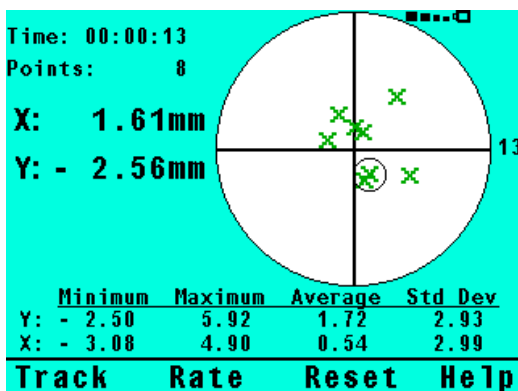 Time: 00:00:13
Points: 8
X: 1.61mm
Y: - 2.56mm
13
Minimum Maximum Average Std Dev
Y: - 2.50 5.92 1.72 2.93
X: - 3.08 4.90 0.54 2.99
Track Rate Reset Help